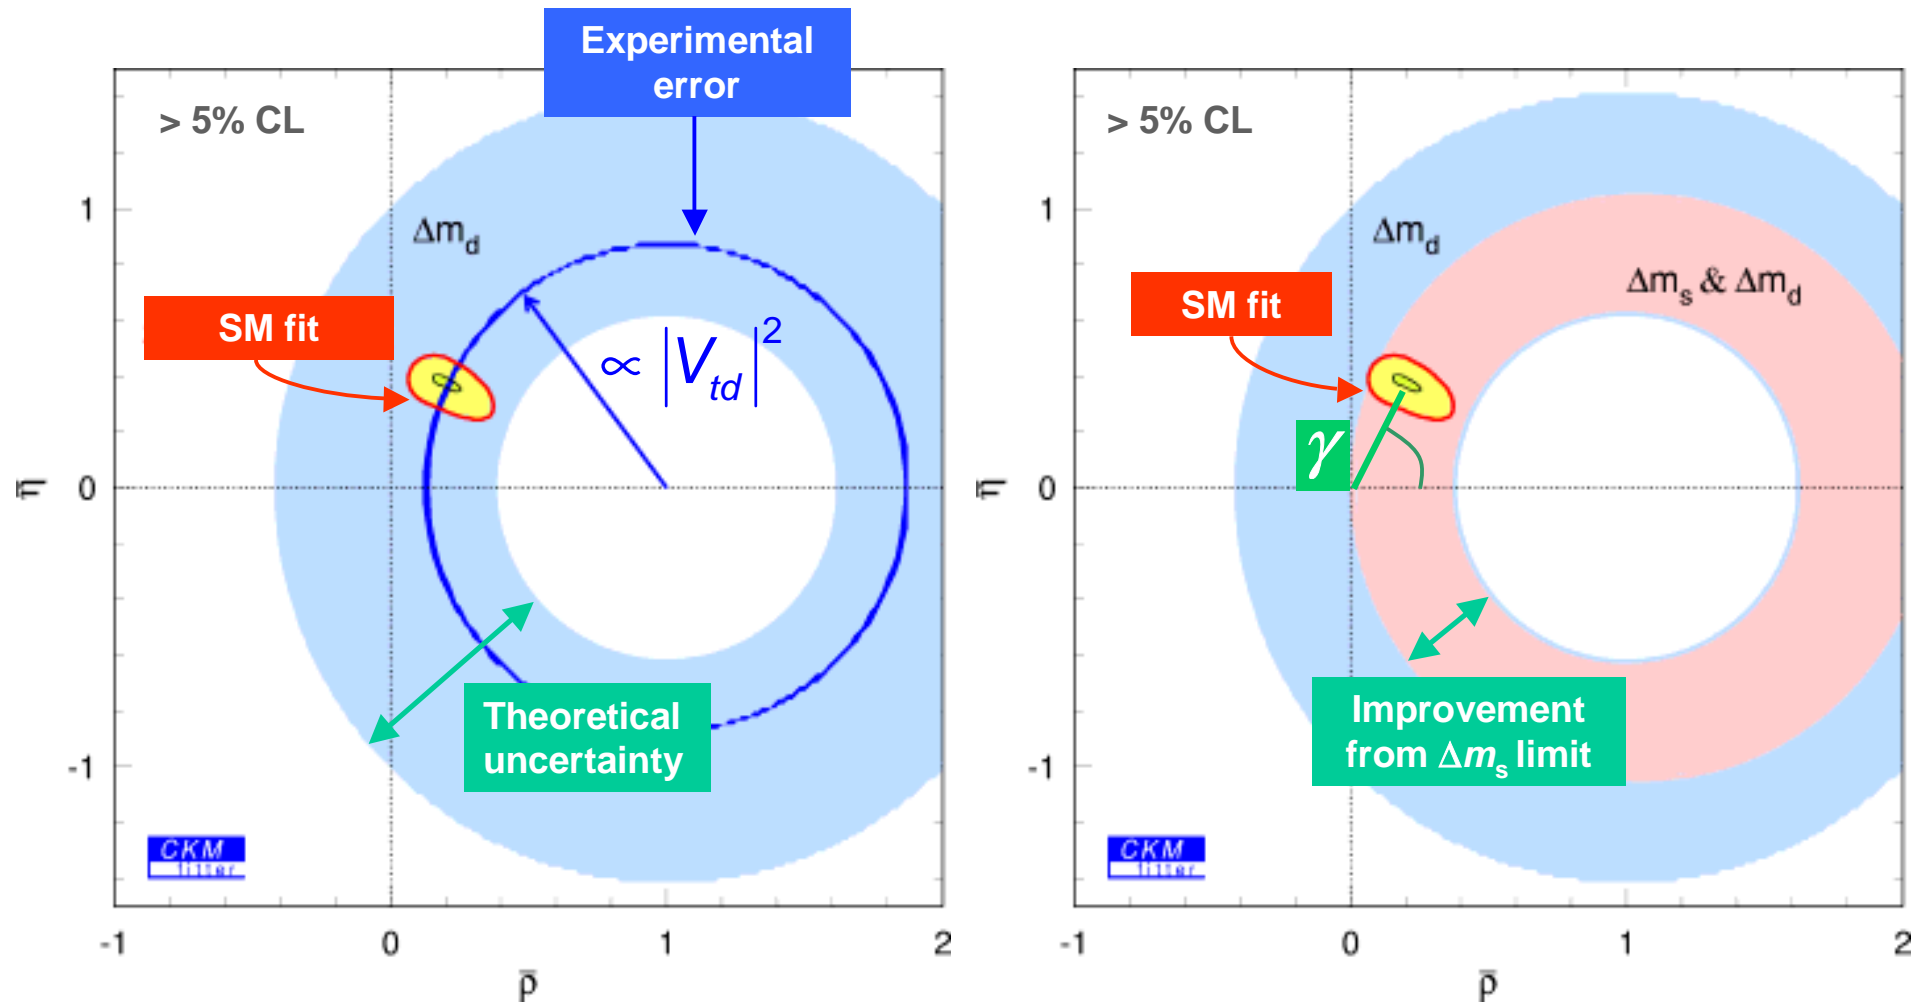 Experimental
error
> 5% CL
Δm_d
SM fit
∝ |V_td|^2
Theoretical
uncertainty
CKM
fitter
1
0
-1
η̄
-1
0
1
2
ρ̄
> 5% CL
Δm_d
Δm_s & Δm_d
SM fit
γ
Improvement
from Δm_s limit
CKM
fitter
1
0
-1
η̄
-1
0
1
2
ρ̄